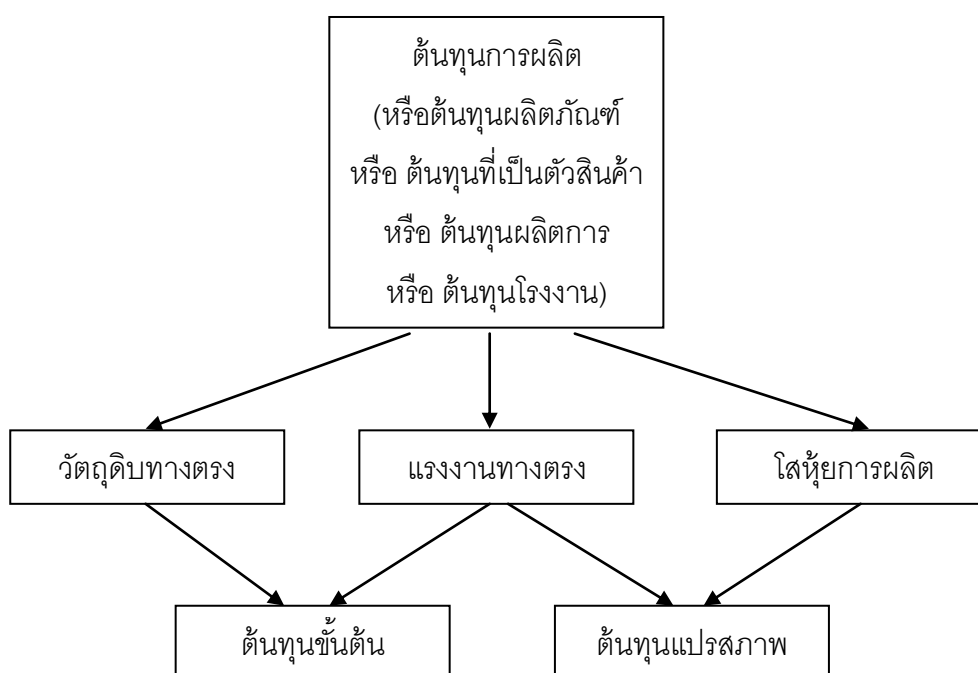 ต้นทุนการผลิต
(หรือต้นทุนผลิตภัณฑ์
หรือ ต้นทุนที่เป็นตัวสินค้า
หรือ ต้นทุนผลิตการ
หรือ ต้นทุนโรงงาน)
วัตถุดิบทางตรง
แรงงานทางตรง
โสหุ้ยการผลิต
ต้นทุนขั้นต้น
ต้นทุนแปรสภาพ